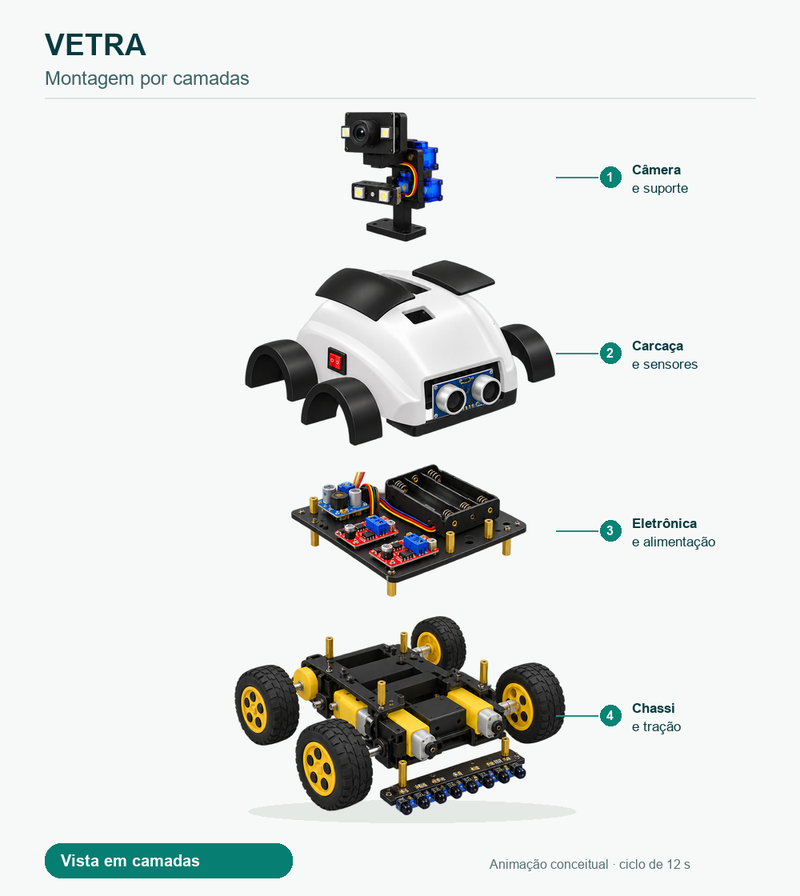 VETRA
Montagem por camadas
1
Câmera
e suporte
2
Carcaça
e sensores
3
Eletrônica
e alimentação
4
Chassi
e tração
Vista em camadas
Animação conceitual · ciclo de 12 s